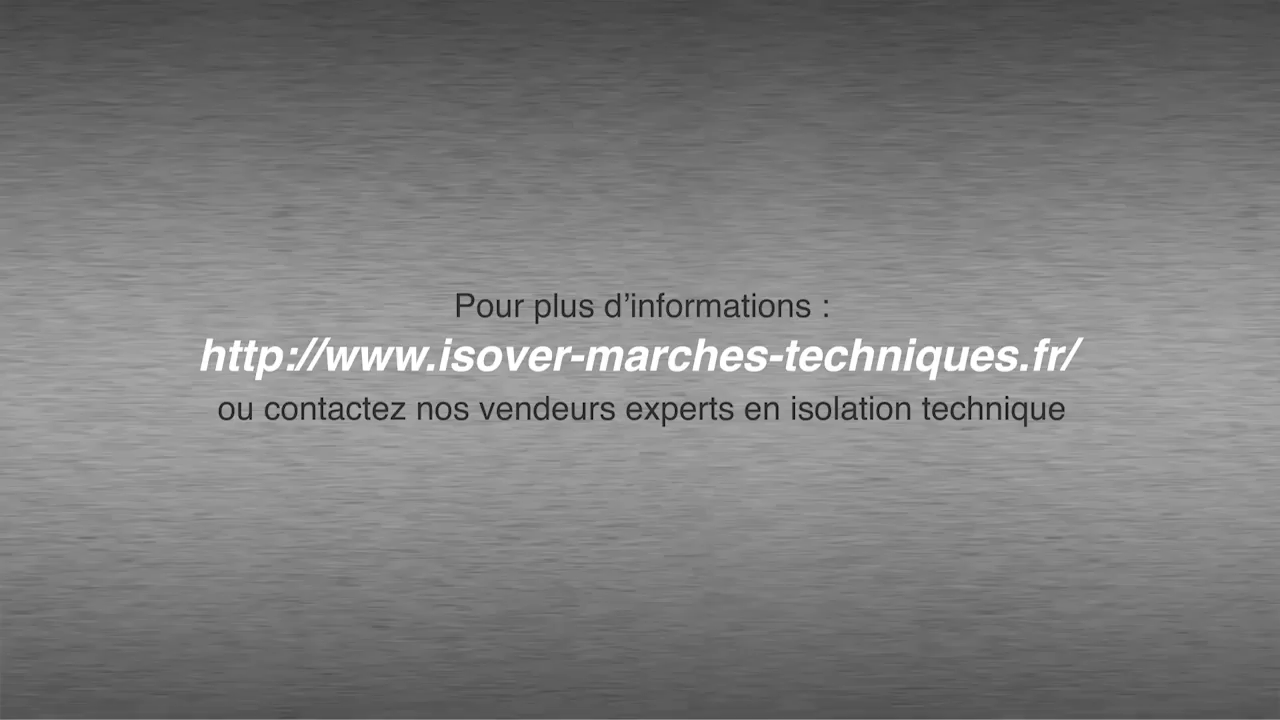 Pour plus d’informations :
http://www.isover-marches-techniques.fr/
ou contactez nos vendeurs experts en isolation technique